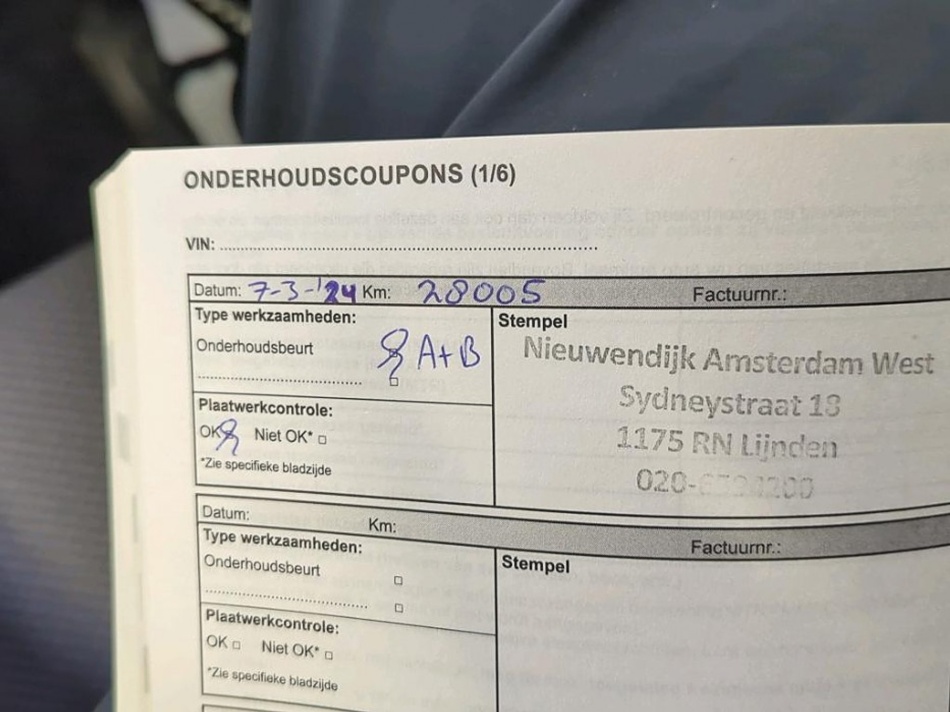 ONDERHOUDSCOUPONS (1/6)
VIN:
Datum: 7-3-'24 Km: 28005 Factuurnr.:
Type werkzaamheden:
Onderhoudsbeurt A+B
Plaatwerkcontrole:
OK Niet OK*
*Zie specifieke bladzijde
Stempel
Nieuwendijk Amsterdam West
Sydneystraat 18
1175 RN Lijnden
020-
Datum: Km: Factuurnr.:
Type werkzaamheden:
Onderhoudsbeurt
Plaatwerkcontrole:
OK Niet OK*
*Zie specifieke bladzijde
Stempel